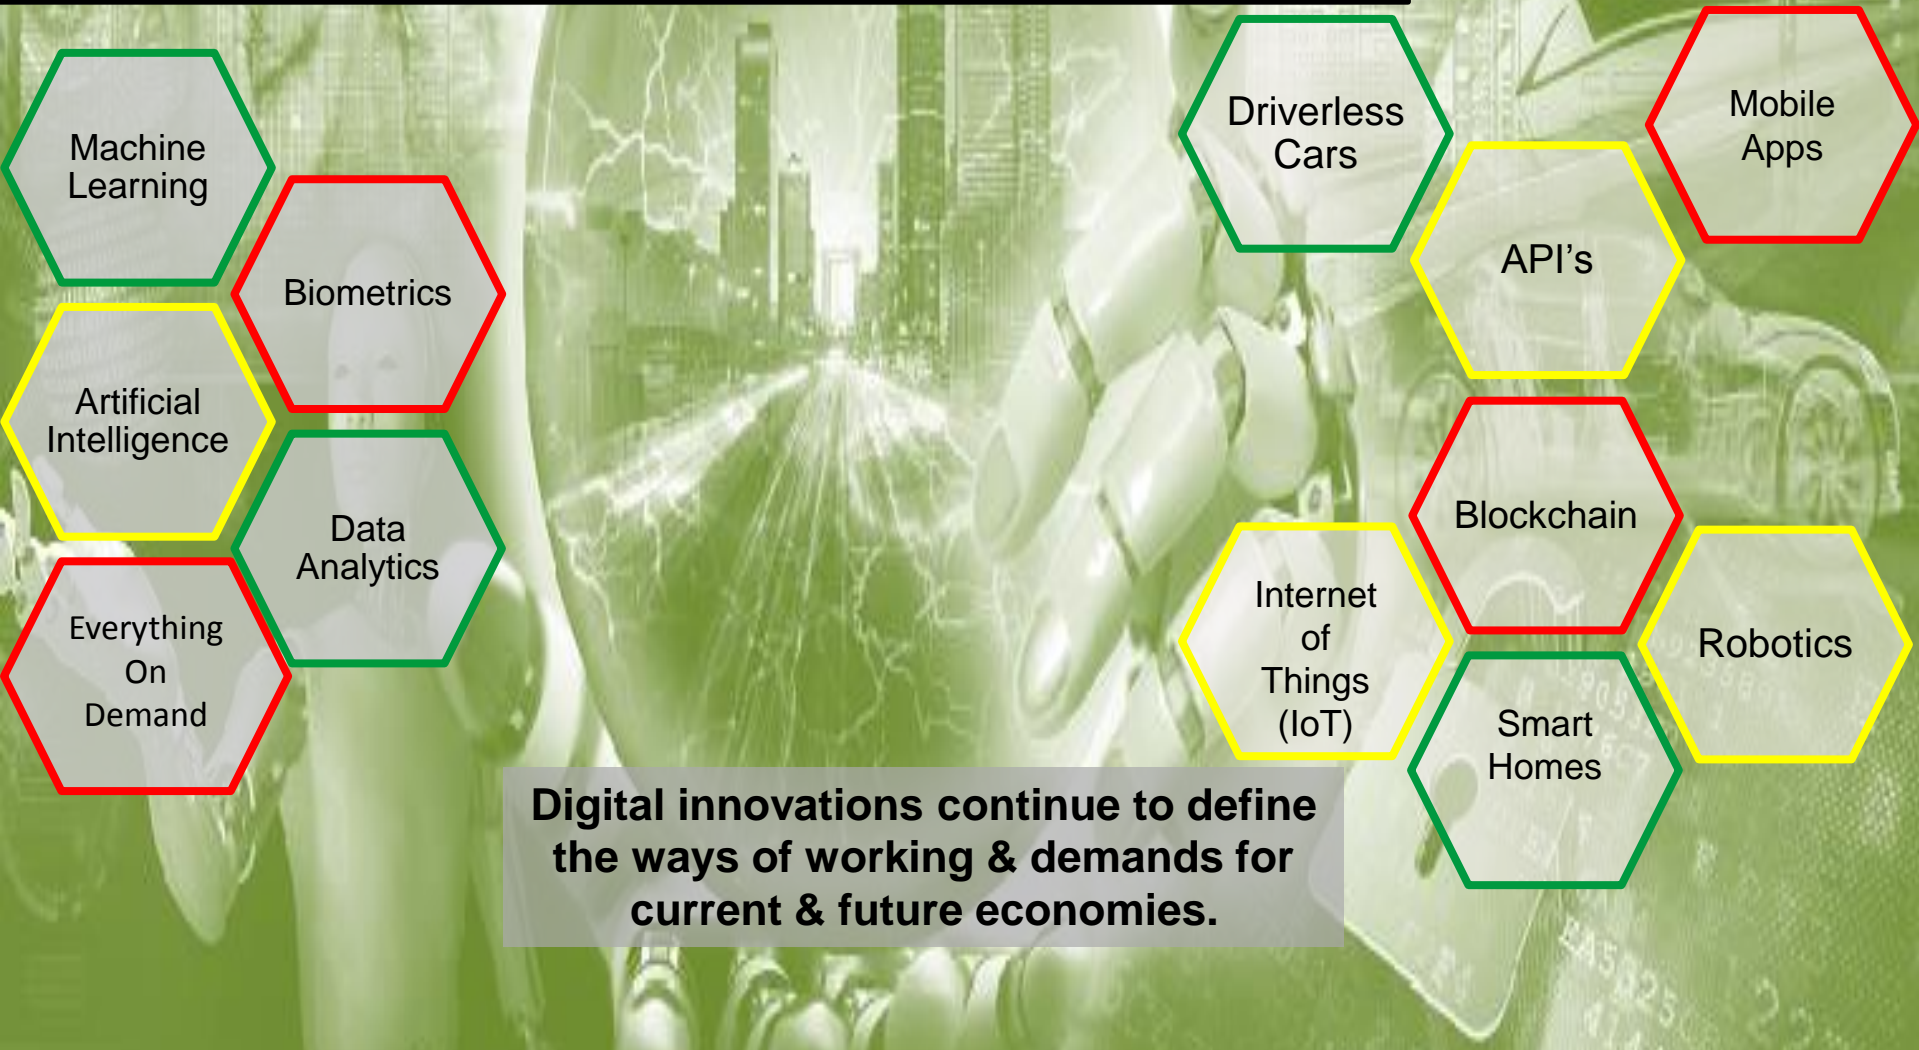 Machine
Learning
Biometrics
Artificial
Intelligence
Data
Analytics
Everything
On
Demand
Driverless
Cars
Mobile
Apps
API’s
Blockchain
Internet
of
Things
(IoT)
Robotics
Smart
Homes
Digital innovations continue to define
the ways of working & demands for
current & future economies.